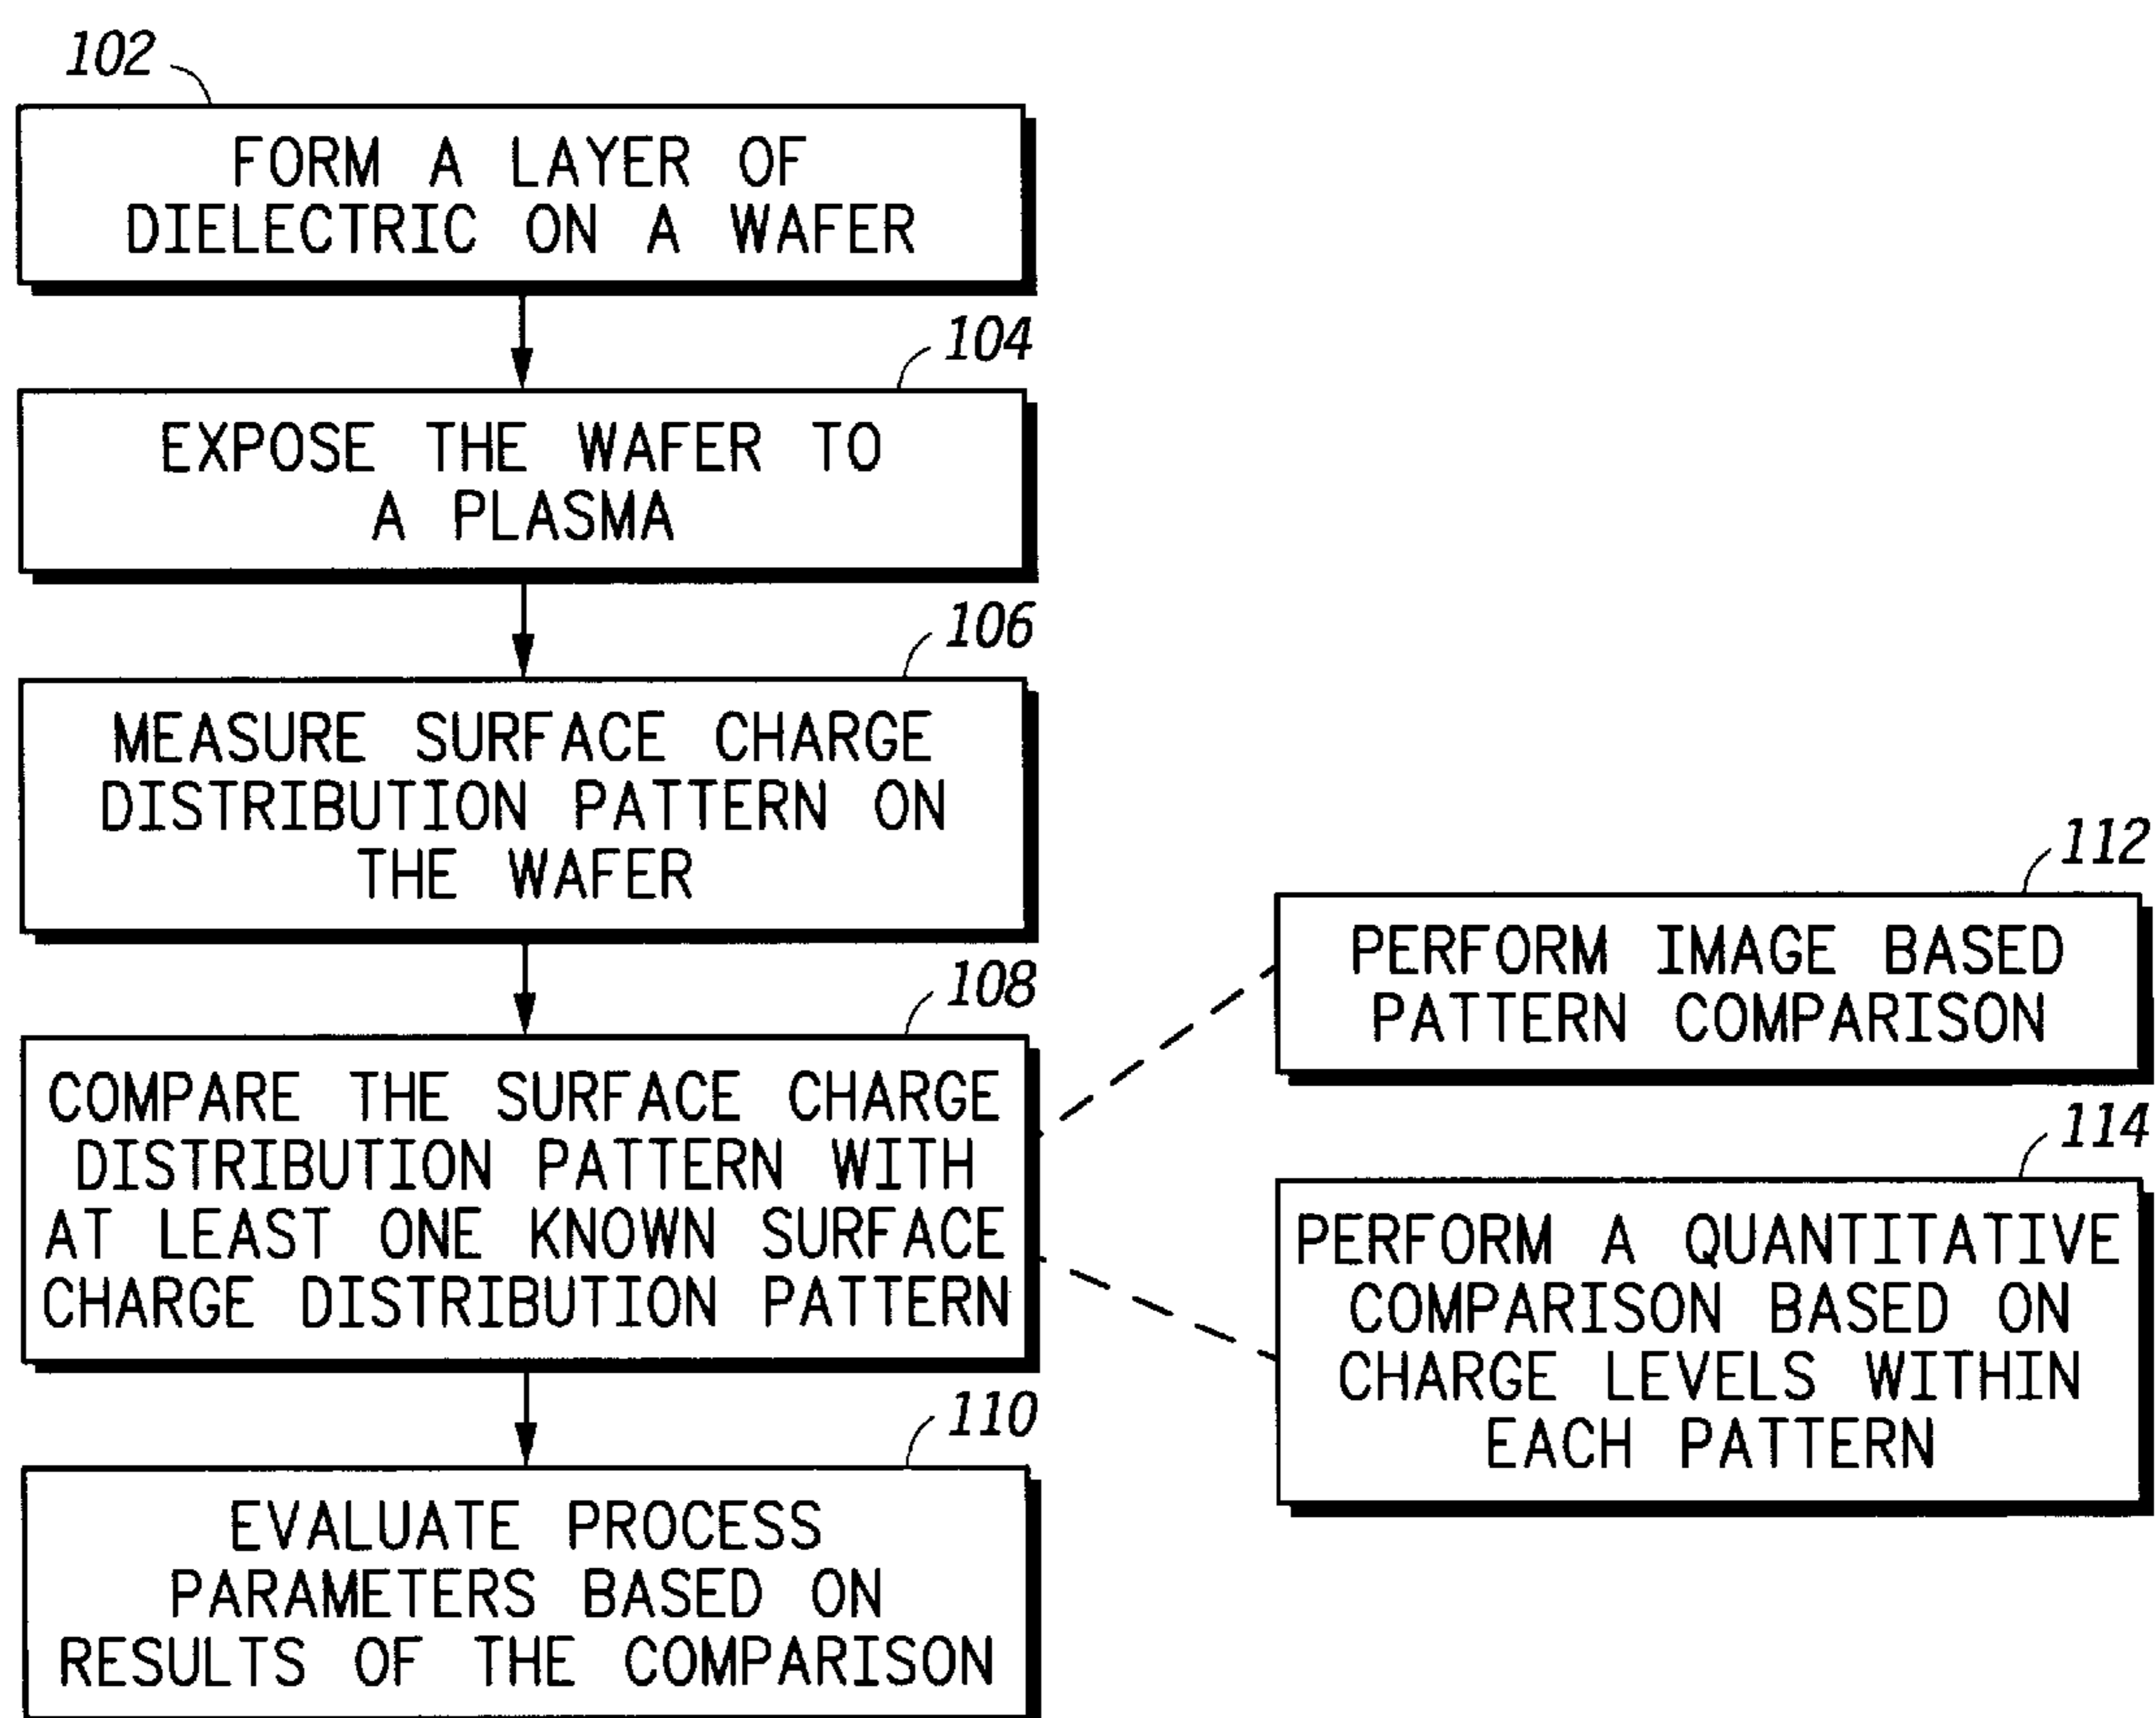 102
FORM A LAYER OF
DIELECTRIC ON A WAFER
104
EXPOSE THE WAFER TO
A PLASMA
106
MEASURE SURFACE CHARGE
DISTRIBUTION PATTERN ON
THE WAFER
108
COMPARE THE SURFACE CHARGE
DISTRIBUTION PATTERN WITH
AT LEAST ONE KNOWN SURFACE
CHARGE DISTRIBUTION PATTERN
110
EVALUATE PROCESS
PARAMETERS BASED ON
RESULTS OF THE COMPARISON
112
PERFORM IMAGE BASED
PATTERN COMPARISON
114
PERFORM A QUANTITATIVE
COMPARISON BASED ON
CHARGE LEVELS WITHIN
EACH PATTERN